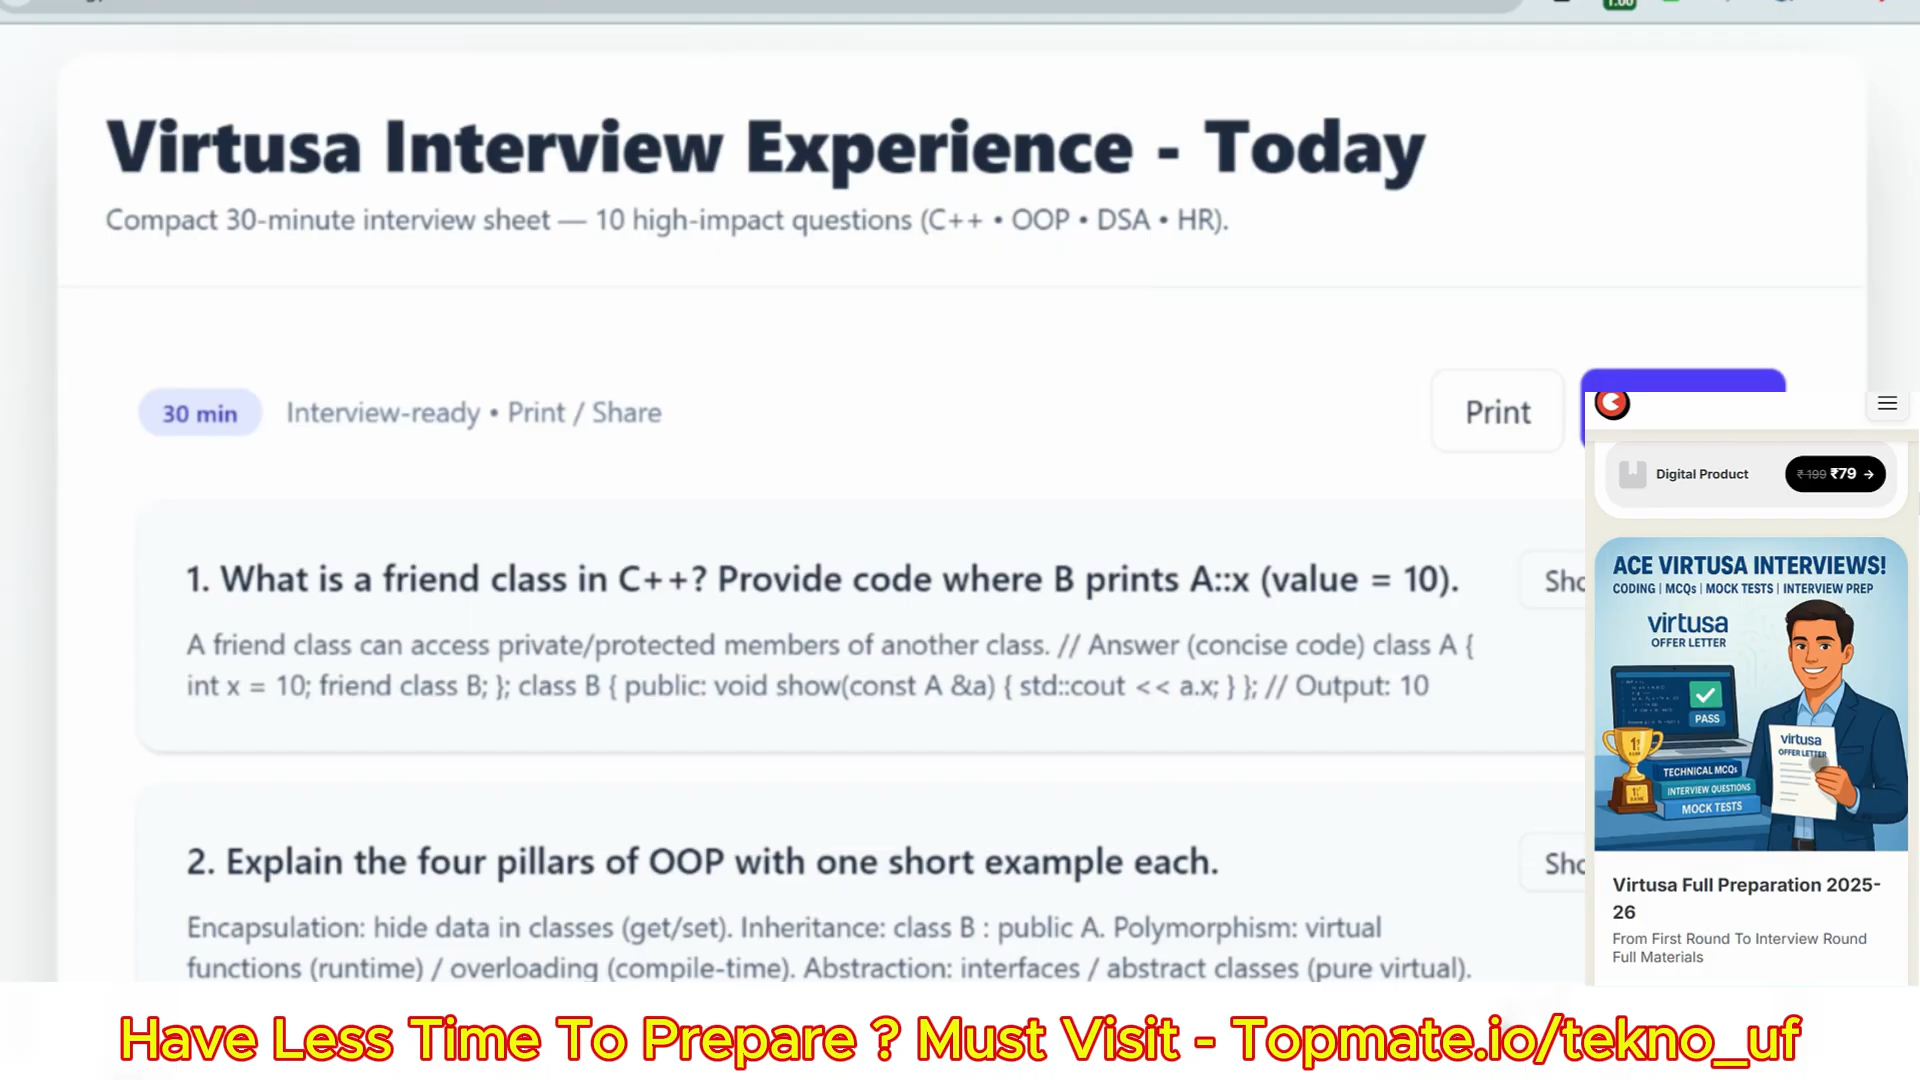 1.00
Virtusa Interview Experience - Today
Compact 30-minute interview sheet — 10 high-impact questions (C++ • OOP • DSA • HR).
30 min
Interview-ready • Print / Share
Print
1. What is a friend class in C++? Provide code where B prints A::x (value = 10).
A friend class can access private/protected members of another class. // Answer (concise code) class A {
int x = 10; friend class B; }; class B { public: void show(const A &a) { std::cout << a.x; } }; // Output: 10
Sho
2. Explain the four pillars of OOP with one short example each.
Sho
Encapsulation: hide data in classes (get/set). Inheritance: class B : public A. Polymorphism: virtual
functions (runtime) / overloading (compile-time). Abstraction: interfaces / abstract classes (pure virtual).
Digital Product
₹ 199 ₹79 →
ACE VIRTUSA INTERVIEWS!
CODING | MCQs | MOCK TESTS | INTERVIEW PREP
virtusa
OFFER LETTER
PASS
virtusa
OFFER LETTER
TECHNICAL MCQs
INTERVIEW QUESTIONS
MOCK TESTS
Virtusa Full Preparation 2025-
26
From First Round To Interview Round
Full Materials
Have Less Time To Prepare ? Must Visit - Topmate.io/tekno_uf